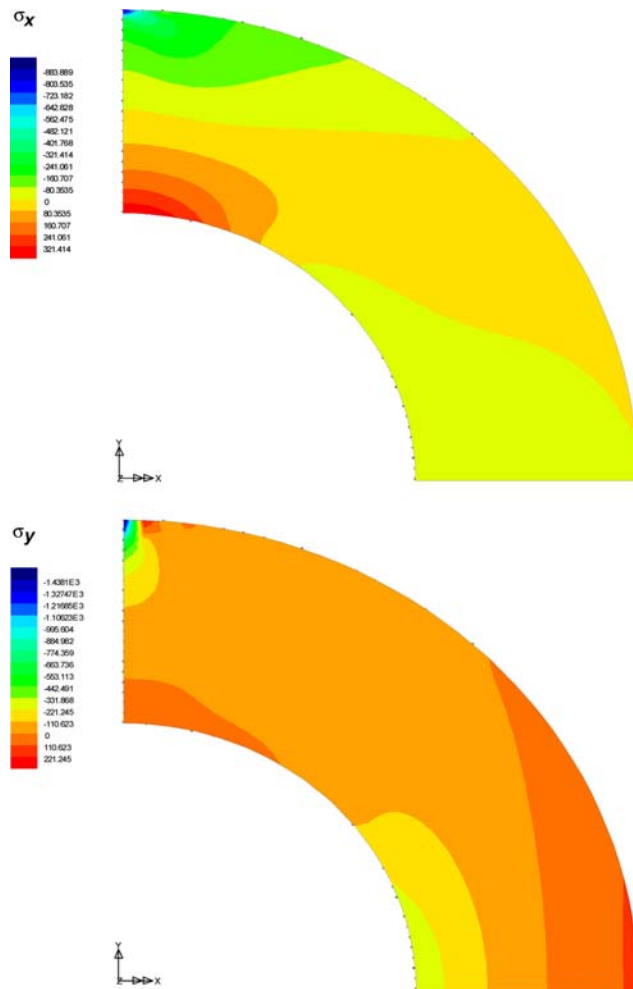 σx
-883.889
-803.535
-723.182
-642.828
-562.475
-482.121
-401.768
-321.414
-241.061
-160.707
-80.3535
0
80.3535
160.707
241.061
321.414
Y
Z X
σy
-1.4381E3
-1.32747E3
-1.21685E3
-1.10623E3
-995.604
-884.982
-774.359
-663.736
-553.113
-442.491
-331.868
-221.245
-110.623
0
110.623
221.245
Y
Z X